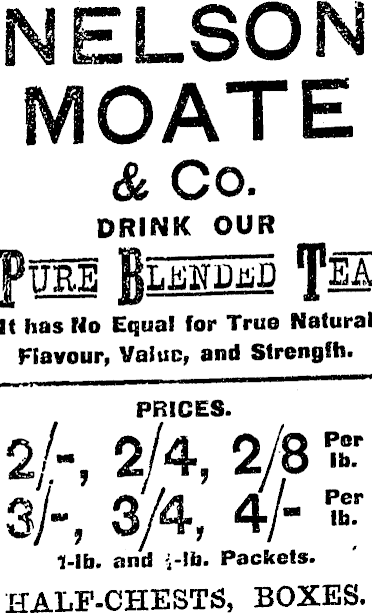 NELSON
MOATE
& Co.
DRINK OUR
PURE BLENDED TEA
It has No Equal for True Natural
Flavour, Value, and Strength.
PRICES.
2/-, 2/4, 2/8 Per lb.
3/-, 3/4, 4/- Per lb.
1-lb. and -lb. Packets.
HALF-CHESTS, BOXES.